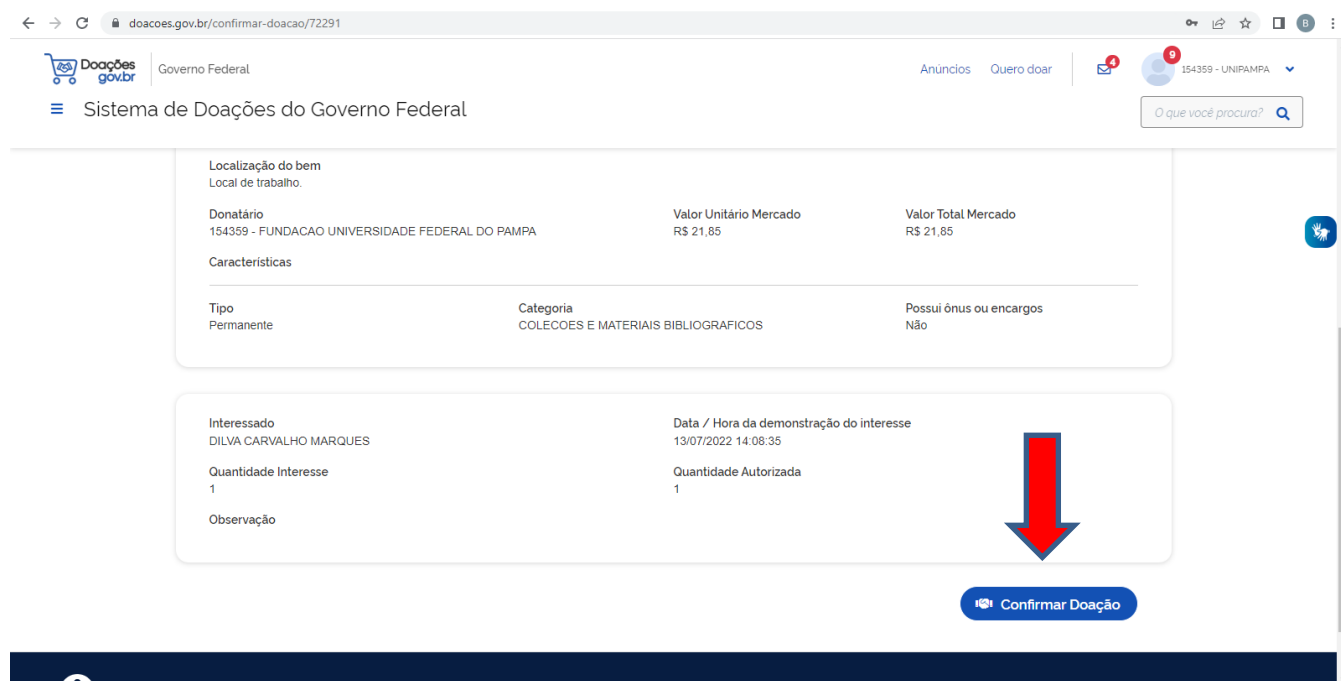 doacoes.gov.br/confirmar-doacao/72291
B
Doações
gov.br
Governo Federal
Anúncios
Quero doar
4
9
154359 - UNIPAMPA
Sistema de Doações do Governo Federal
O que você procura?
Localização do bem
Local de trabalho.
Donatário
Valor Unitário Mercado
Valor Total Mercado
154359 - FUNDACAO UNIVERSIDADE FEDERAL DO PAMPA
R$ 21,85
R$ 21,85
Características
Tipo
Categoria
Possui ônus ou encargos
Permanente
COLECOES E MATERIAIS BIBLIOGRAFICOS
Não
Interessado
Data / Hora da demonstração do interesse
DILVA CARVALHO MARQUES
13/07/2022 14:08:35
Quantidade Interesse
Quantidade Autorizada
1
1
Observação
Confirmar Doação